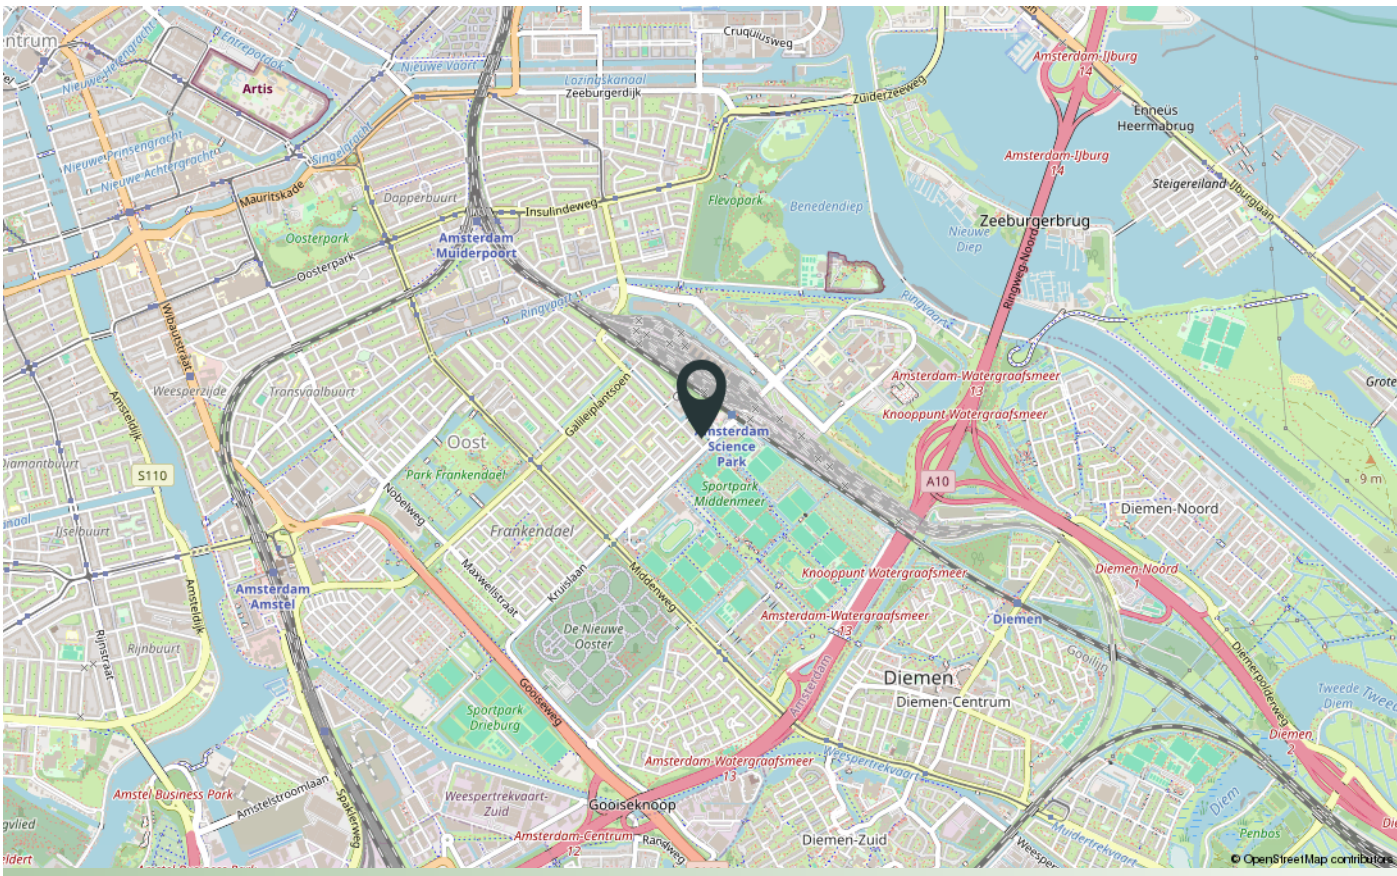 Cruquiusweg
entrum
Entrepotdok
Nieuwe Herengracht
Nieuwe Vaart
Amsterdam-IJburg
14
Artis
Lozingskanaal
Zeeburgerdijk
Zuiderzeeweg
Enneüs
Heermabrug
Nieuwe Prinsengracht
Singelgracht
Nieuwe Achtergracht
Amsterdam-IJburg
14
Mauritskade
Dapperbuurt
Steigereiland
IJburglaan
Flevopark
Benedendiep
Insulindeweg
Zeeburgerbrug
Nieuwe
Diep
Oosterpark
Amsterdam
Muiderpoort
Oosterpark
Ringweg-Noord
Ringvaart
Ringvaart
Wibautstraat
Weesperzijde
Transvaalbuurt
Amsterdam-Watergraafsmeer
13
Grote
Galileiplantsoen
Knooppunt Watergraafsmeer
Amsteldijk
Oost
Amsterdam
Science
Park
Diamantbuurt
S110
Park Frankendael
A10
9 m
Sportpark
Middenmeer
Nobelweg
Diemen-Noord
IJselbuurt
Frankendael
Knooppunt Watergraafsmeer
Diemen-Noord
1
Maxwellstraat
Kruislaan
Middenweg
Amsterdam
Amstel
Amsteldijk
Amsterdam-Watergraafsmeer
13
Diemen
De Nieuwe
Ooster
Rijnstraat
Rijnbuurt
Gooilijn
Diemerpolderweg
Diemen
Diemen-Centrum
Amsterdam
Gooiseweg
Tweede
Diem
Sportpark
Drieburg
Diemen
2
Weespertrekvaart
Amsterdam-Watergraafsmeer
13
Amstel Business Park
Amstelstroomlaan
Weespertrekvaart-
Zuid
Gooiseknoop
Diem
Spaklerweg
Amsterdam-Centrum
12
Randweg
Diemen-Zuid
Muidertrekvaart
Penbos
© OpenStreetMap contributors